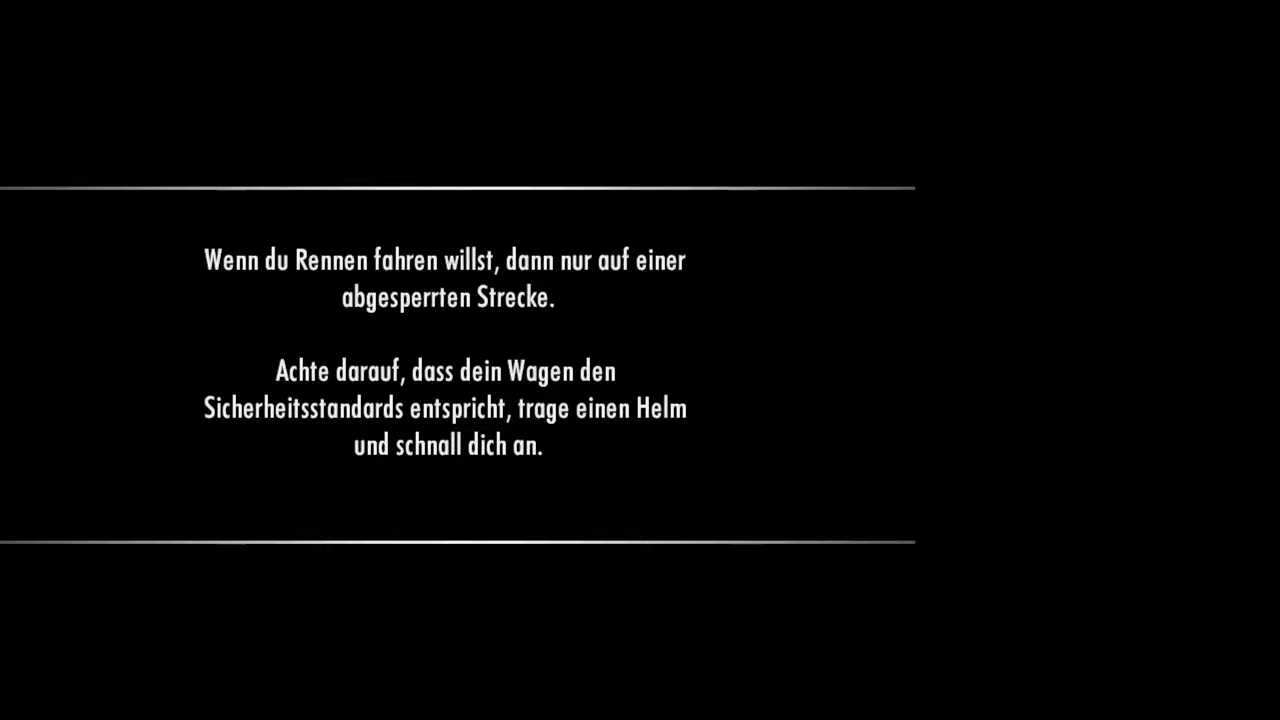 Wenn du Rennen fahren willst, dann nur auf einer
abgesperrten Strecke.
Achte darauf, dass dein Wagen den
Sicherheitsstandards entspricht, trage einen Helm
und schnall dich an.